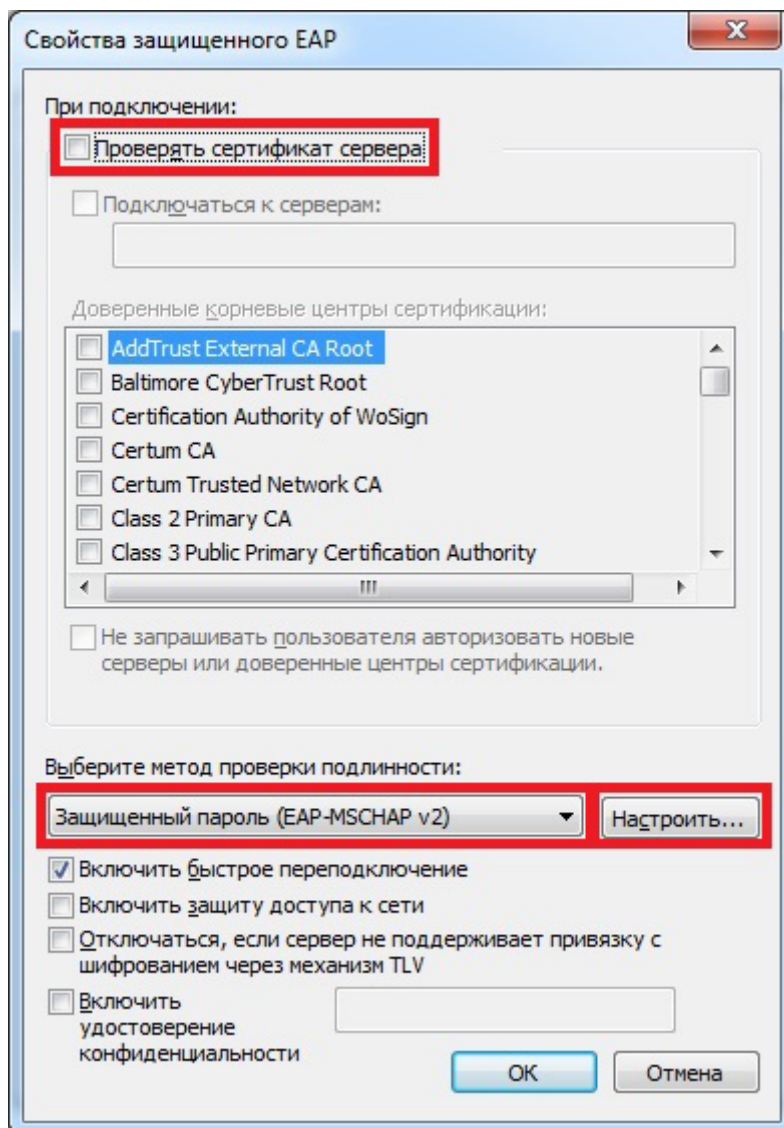 Свойства защищенного EAP
При подключении:
Проверять сертификат сервера
Подключаться к серверам:
Доверенные корневые центры сертификации:
AddTrust External CA Root
Baltimore CyberTrust Root
Certification Authority of WoSign
Certum CA
Certum Trusted Network CA
Class 2 Primary CA
Class 3 Public Primary Certification Authority
Не запрашивать пользователя авторизовать новые
серверы или доверенные центры сертификации.
Выберите метод проверки подлинности:
Защищенный пароль (EAP-MSCHAP v2) Настроить...
Включить быстрое переподключение
Включить защиту доступа к сети
Отключаться, если сервер не поддерживает привязку с
шифрованием через механизм TLV
Включить
удостоверение
конфиденциальности
ОК Отмена